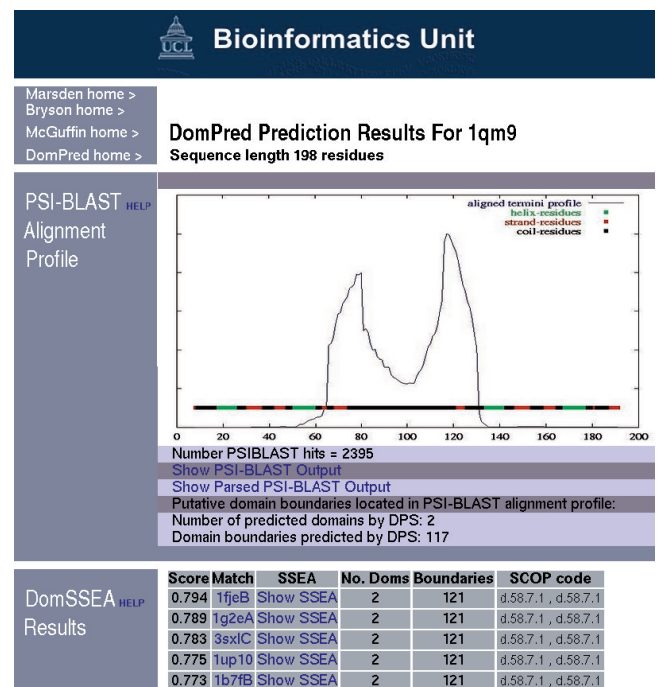 UCL
Bioinformatics Unit
Marsden home >
Bryson home >
McGuffin home >
DomPred home >
DomPred Prediction Results For 1qm9
Sequence length 198 residues
PSI-BLAST HELP
Alignment
Profile
aligned termini profile
helix-residues
strand-residues
coil-residues
0 20 40 60 80 100 120 140 160 180 200
Number PSIBLAST hits = 2395
Show PSI-BLAST Output
Show Parsed PSI-BLAST Output
Putative domain boundaries located in PSI-BLAST alignment profile:
Number of predicted domains by DPS: 2
Domain boundaries predicted by DPS: 117
DomSSEA HELP
Results
Score Match SSEA No. Doms Boundaries SCOP code
0.794 1fjeB Show SSEA 2 121 d.58.7.1 , d.58.7.1
0.789 1g2eA Show SSEA 2 121 d.58.7.1 , d.58.7.1
0.783 3sxlC Show SSEA 2 121 d.58.7.1 , d.58.7.1
0.775 1up10 Show SSEA 2 121 d.58.7.1 , d.58.7.1
0.773 1b7fB Show SSEA 2 121 d.58.7.1 , d.58.7.1